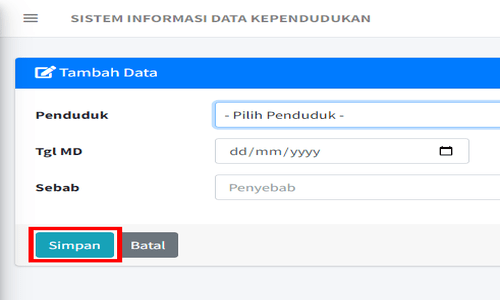 SISTEM INFORMASI DATA KEPENDUDUKAN
Tambah Data
Penduduk - Pilih Penduduk -
Tgl MD dd/mm/yyyy
Sebab Penyebab
Simpan Batal